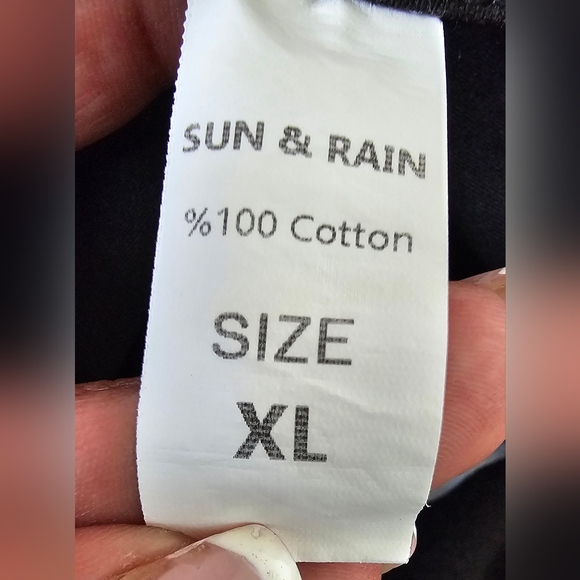 SUN & RAIN
%100 Cotton
SIZE
XL